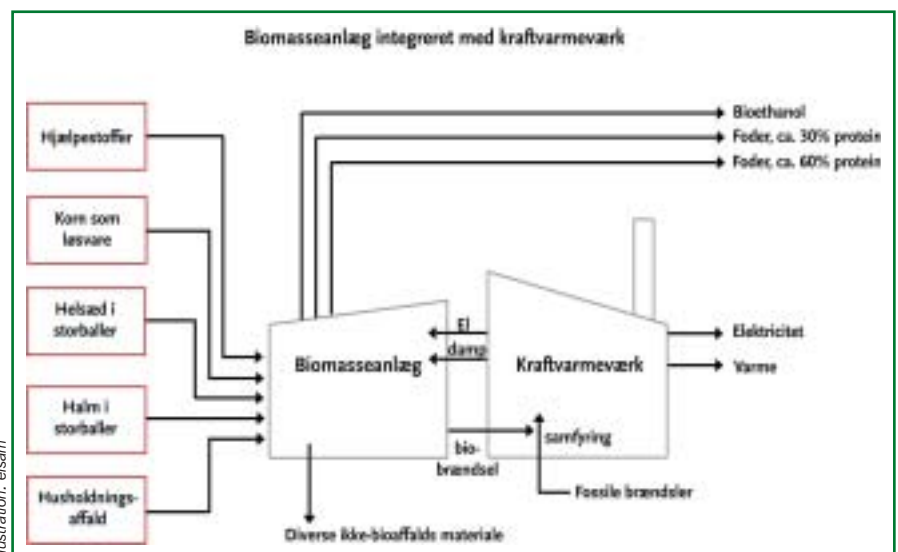 Biomasseanlæg integreret med kraftvarmeværk
Hjælpestoffer
Korn som
løsvare
Helsæd i
storballer
Halm i
storballer
Husholdnings-
affald
Bioethanol
Foder, ca. 30% protein
Foder, ca. 60% protein
El
damp
Biomasseanlæg
Kraftvarmeværk
Elektricitet
Varme
bio-
brændsel
samfyring
Fossile brændsler
Diverse ikke-bioaffalds materiale
ustration: elsam